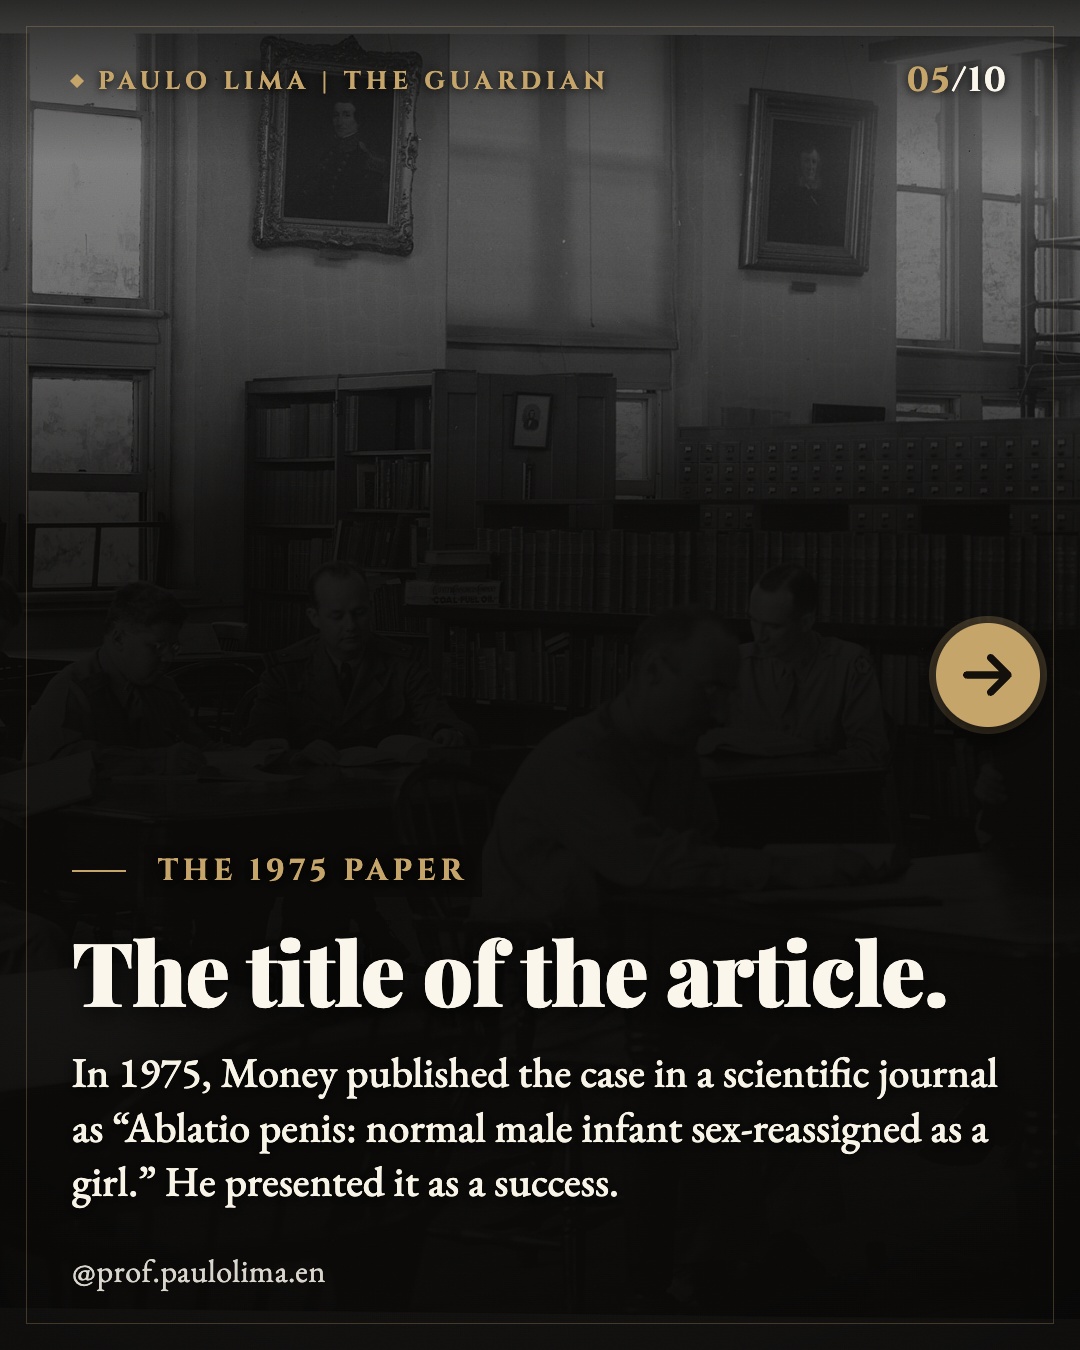 ◆ PAULO LIMA | THE GUARDIAN
05/10
THE 1975 PAPER
The title of the article.
In 1975, Money published the case in a scientific journal
as “Ablatio penis: normal male infant sex-reassigned as a
girl.” He presented it as a success.
@prof.paulolima.en